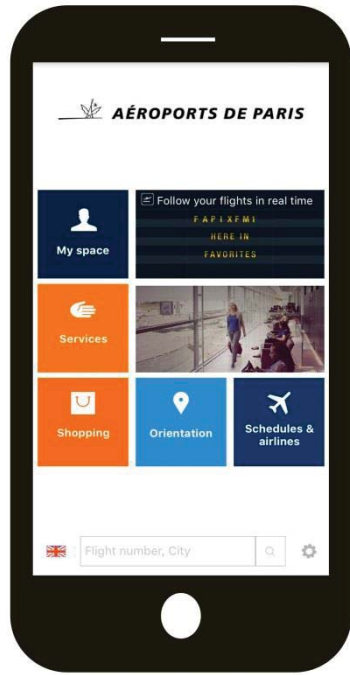 AÉROPORTS DE PARIS
My space
Follow your flights in real time
FAPIXFM1
HERE IN
FAVORITES
Services
Shopping
Orientation
Schedules &
airlines
Flight number, City